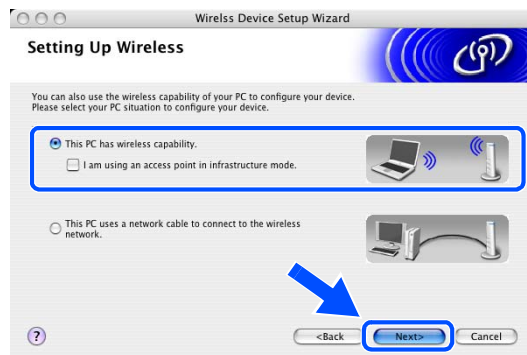 Wirelss Device Setup Wizard
Setting Up Wireless
You can also use the wireless capability of your PC to configure your device.
Please select your PC situation to configure your device.
This PC has wireless capability.
I am using an access point in infrastructure mode.
This PC uses a network cable to connect to the wireless
network.
?
<Back
Next>
Cancel